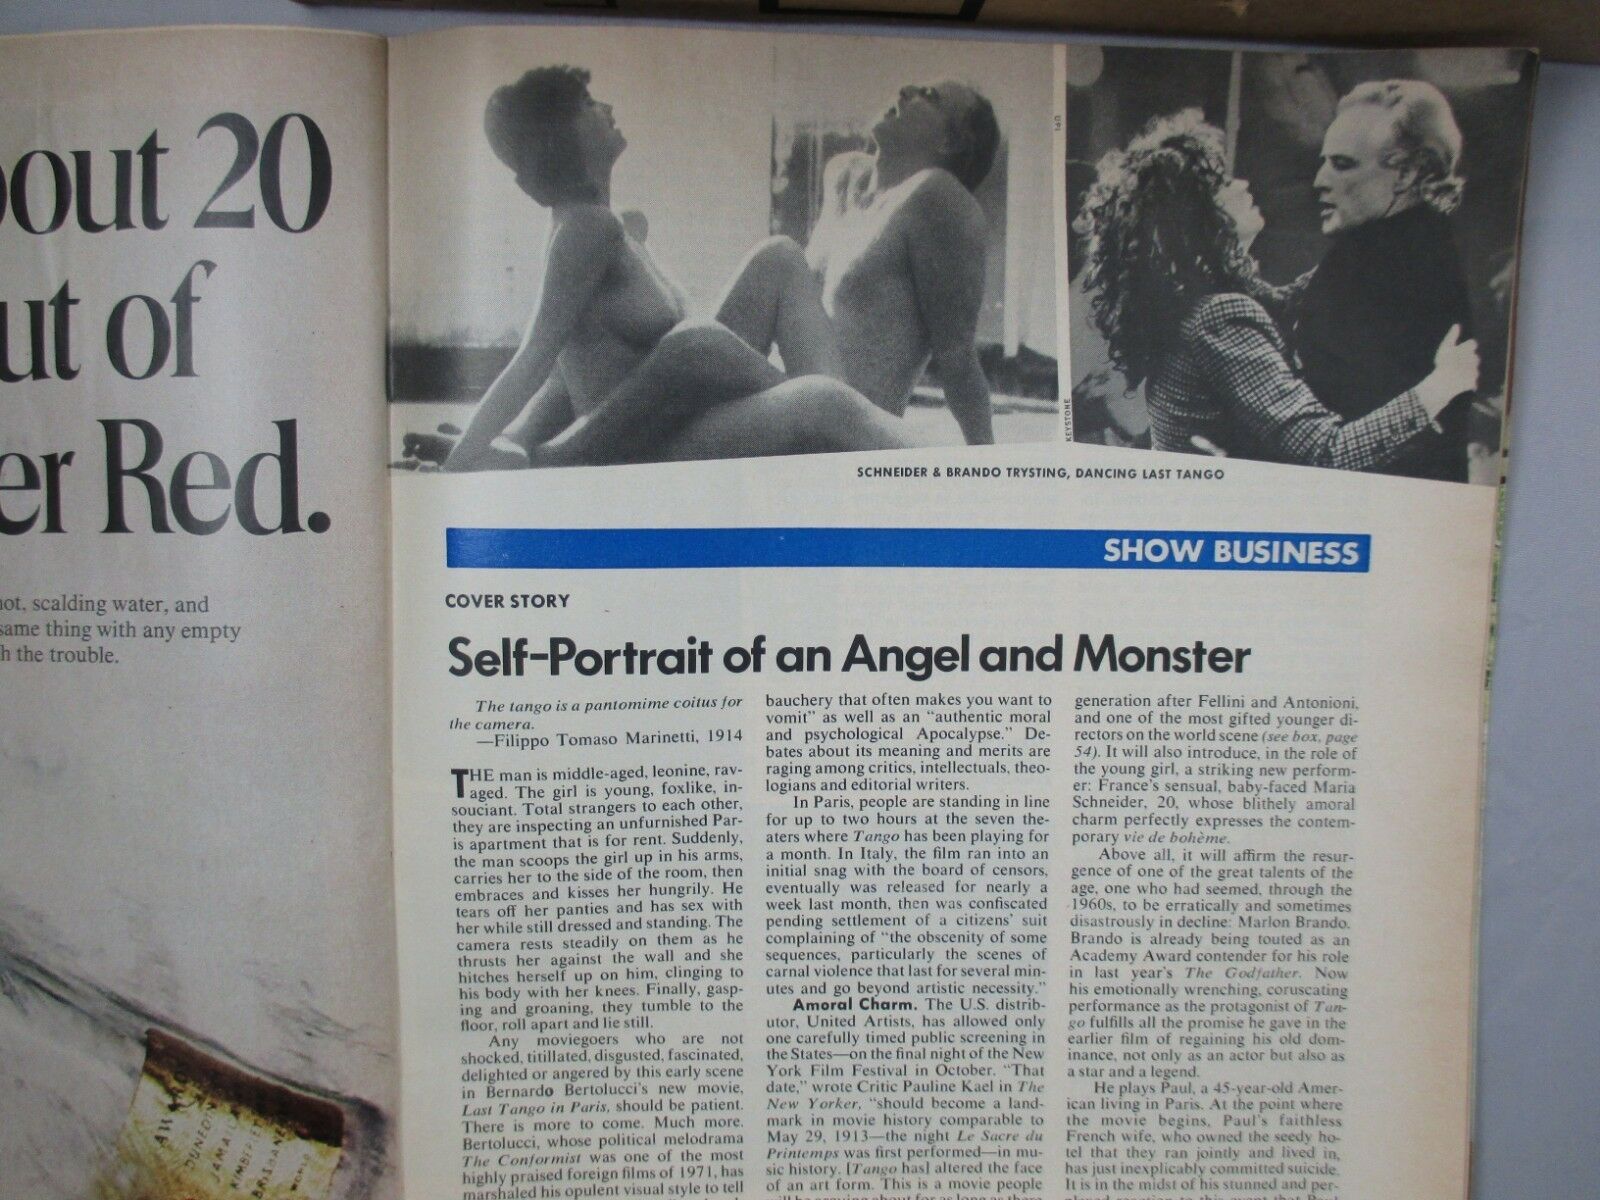 bout 20
ut of
er Red.
not, scalding water, and
same thing with any empty
h the trouble.
UPI
KEYSTONE
SCHNEIDER & BRANDO TRYSTING, DANCING LAST TANGO
SHOW BUSINESS
COVER STORY
Self-Portrait of an Angel and Monster
The tango is a pantomime coitus for
the camera.
—Filippo Tomaso Marinetti, 1914
THE man is middle-aged, leonine, rav-
aged. The girl is young, foxlike, in-
souciant. Total strangers to each other,
they are inspecting an unfurnished Par-
is apartment that is for rent. Suddenly,
the man scoops the girl up in his arms,
carries her to the side of the room, then
embraces and kisses her hungrily. He
tears off her panties and has sex with
her while still dressed and standing. The
camera rests steadily on them as he
thrusts her against the wall and she
hitches herself up on him, clinging to
his body with her knees. Finally, gasp-
ing and groaning, they tumble to the
floor, roll apart and lie still.
Any moviegoers who are not
shocked, titillated, disgusted, fascinated,
delighted or angered by this early scene
in Bernardo Bertolucci's new movie,
Last Tango in Paris, should be patient.
There is more to come. Much more.
Bertolucci, whose political melodrama
The Conformist was one of the most
highly praised foreign films of 1971, has
marshaled his opulent visual style to tell
bauchery that often makes you want to
vomit" as well as an "authentic moral
and psychological Apocalypse." De-
bates about its meaning and merits are
raging among critics, intellectuals, theo-
logians and editorial writers.
In Paris, people are standing in line
for up to two hours at the seven the-
aters where Tango has been playing for
a month. In Italy, the film ran into an
initial snag with the board of censors,
eventually was released for nearly a
week last month, then was confiscated
pending settlement of a citizens' suit
complaining of "the obscenity of some
sequences, particularly the scenes of
carnal violence that last for several min-
utes and go beyond artistic necessity."
Amoral Charm. The U.S. distrib-
utor, United Artists, has allowed only
one carefully timed public screening in
the States—on the final night of the New
York Film Festival in October. "That
date," wrote Critic Pauline Kael in The
New Yorker, "should become a land-
mark in movie history comparable to
May 29, 1913—the night Le Sacre du
Printemps was first performed—in mu-
sic history. [Tango has] altered the face
of an art form. This is a movie people
will be arguing about for as long as there
generation after Fellini and Antonioni,
and one of the most gifted younger di-
rectors on the world scene (see box, page
54). It will also introduce, in the role of
the young girl, a striking new perform-
er: France's sensual, baby-faced Maria
Schneider, 20, whose blithely amoral
charm perfectly expresses the contem-
porary vie de bohème.
Above all, it will affirm the resur-
gence of one of the great talents of the
age, one who had seemed, through the
1960s, to be erratically and sometimes
disastrously in decline: Marlon Brando.
Brando is already being touted as an
Academy Award contender for his role
in last year's The Godfather. Now
his emotionally wrenching, coruscating
performance as the protagonist of Tan-
go fulfills all the promise he gave in the
earlier film of regaining his old dom-
inance, not only as an actor but also as
a star and a legend.
He plays Paul, a 45-year-old Amer-
ican living in Paris. At the point where
the movie begins, Paul's faithless
French wife, who owned the seedy ho-
tel that they ran jointly and lived in,
has just inexplicably committed suicide.
It is in the midst of his stunned and per-
DUNEDIN
JAMAIC
KIMBERLEY
BRISBANE